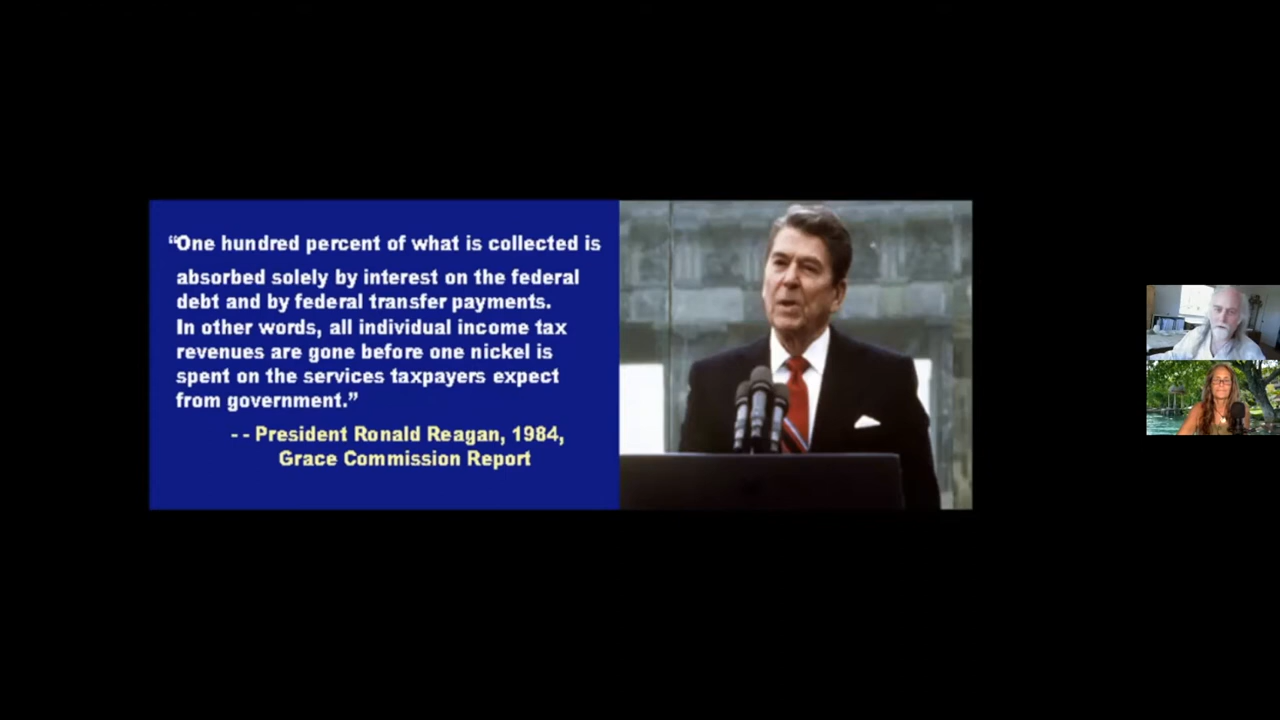 “One hundred percent of what is collected is
absorbed solely by interest on the federal
debt and by federal transfer payments.
In other words, all individual income tax
revenues are gone before one nickel is
spent on the services taxpayers expect
from government.”
- - President Ronald Reagan, 1984,
Grace Commission Report